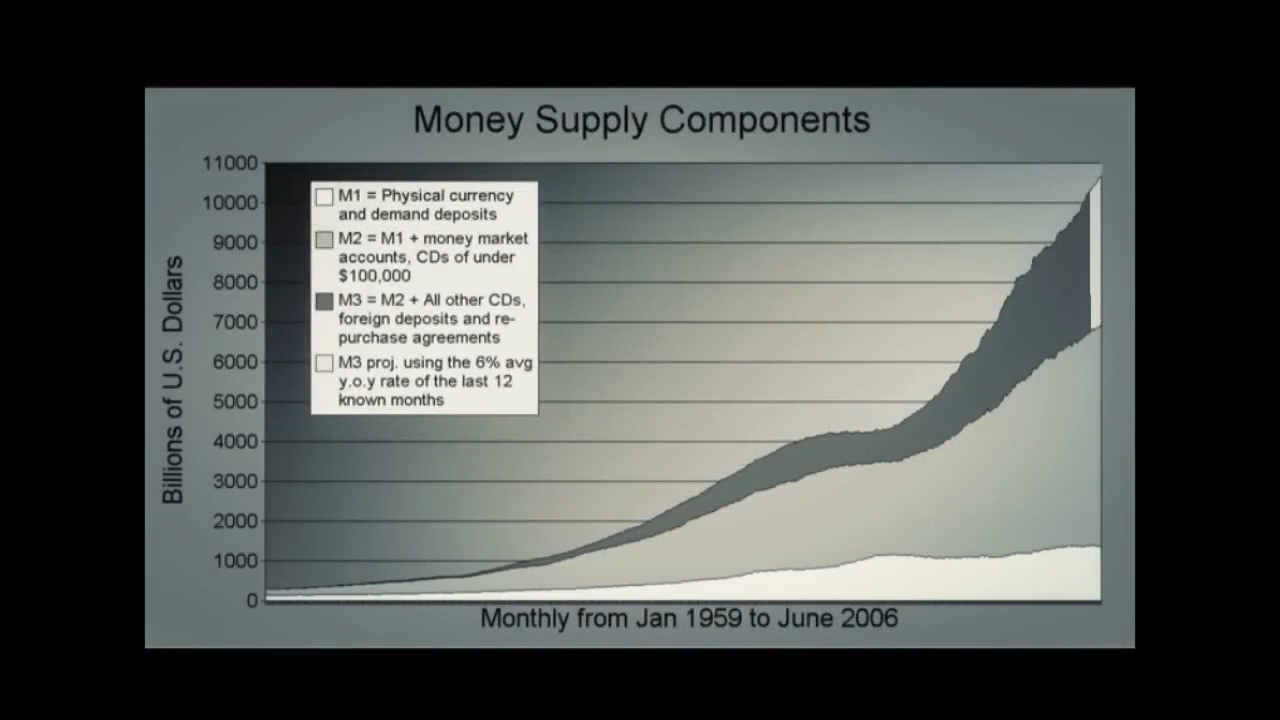 Money Supply Components
11000
10000
9000
8000
7000
6000
5000
4000
3000
2000
1000
0
Billions of U.S. Dollars
M1 = Physical currency
and demand deposits
M2 = M1 + money market
accounts, CDs of under
$100,000
M3 = M2 + All other CDs,
foreign deposits and re-
purchase agreements
M3 proj. using the 6% avg
y.o.y rate of the last 12
known months
Monthly from Jan 1959 to June 2006